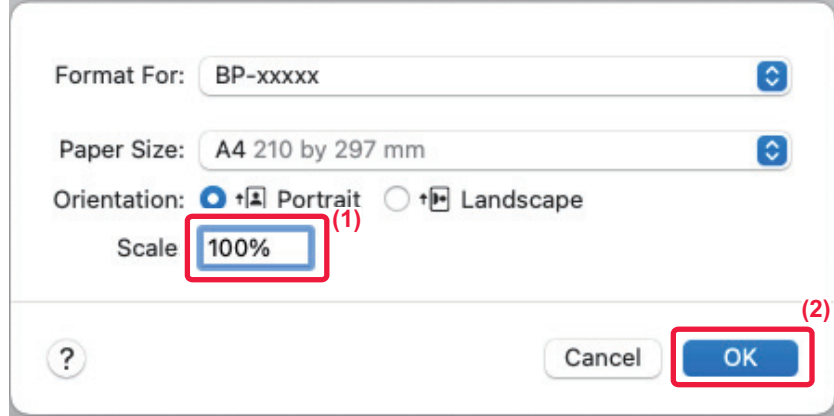 Format For: BP-xxxxx
Paper Size: A4 210 by 297 mm
Orientation: Portrait Landscape
(1)
Scale 100%
(2)
? Cancel OK